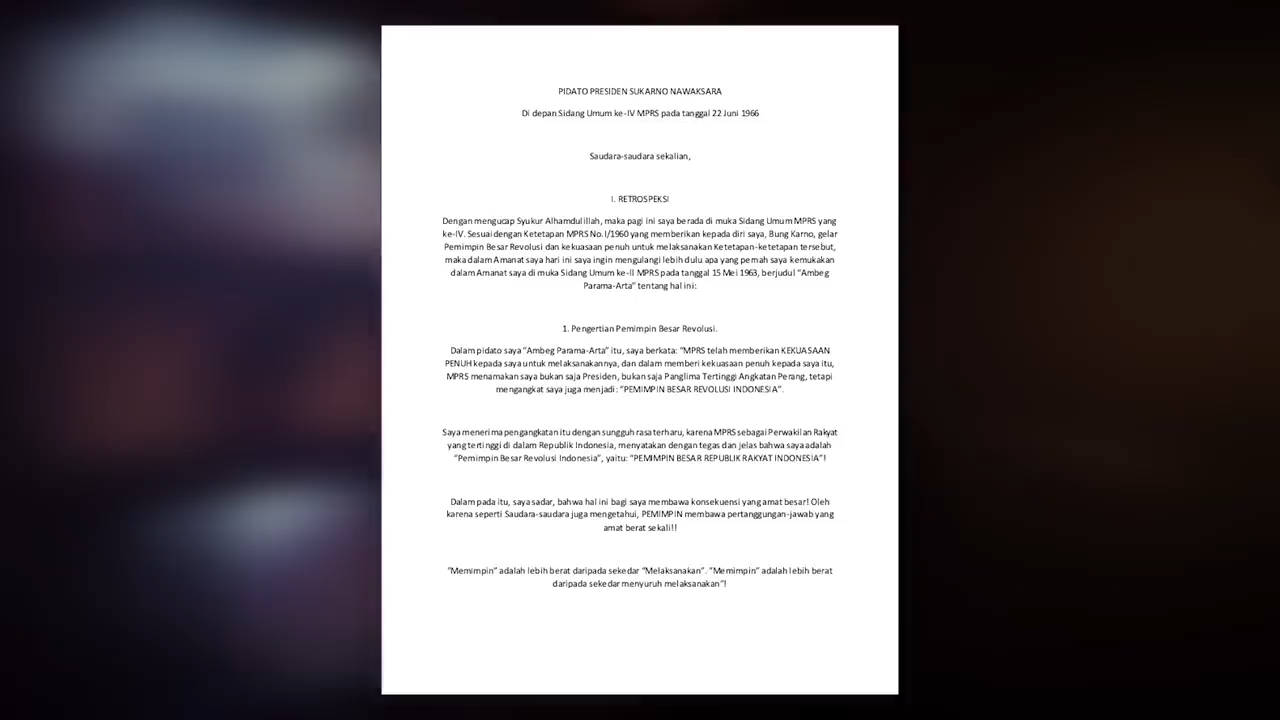 PIDATO PRESIDEN SUKARNO NAWAKSARA
Di depan Sidang Umum ke-IV MPRS pada tanggal 22 Juni 1966
Saudara-saudara sekalian,
I. RETROSPEKSI
Dengan mengucap Syukur Alhamdulillah, maka pagi ini saya berada di muka Sidang Umum MPRS yang
ke-IV. Sesuai dengan Ketetapan MPRS No. I/1960 yang memberikan kepada diri saya, Bung Karno, gelar
Pemimpin Besar Revolusi dan kekuasaan penuh untuk melaksanakan Ketetapan-ketetapan tersebut,
maka dalam Amanat saya hari ini saya ingin mengulangi lebih dulu apa yang pernah saya kemukakan
dalam Amanat saya di muka Sidang Umum ke-II MPRS pada tanggal 15 Mei 1963, berjudul “Ambeg
Parama-Arta” tentang hal ini:
1. Pengertian Pemimpin Besar Revolusi.
Dalam pidato saya “Ambeg Parama-Arta” itu, saya berkata: “MPRS telah memberikan KEKUASAAN
PENUH kepada saya untuk melaksanakannya, dan dalam memberi kekuasaan penuh kepada saya itu,
MPRS menamakan saya bukan saja Presiden, bukan saja Panglima Tertinggi Angkatan Perang, tetapi
mengangkat saya juga menjadi: “PEMIMPIN BESAR REVOLUSI INDONESIA”.
Saya menerima pengangkatan itu dengan sungguh rasa terharu, karena MPRS sebagai Perwakilan Rakyat
yang tertinggi di dalam Republik Indonesia, menyatakan dengan tegas dan jelas bahwa saya adalah
“Pemimpin Besar Revolusi Indonesia”, yaitu: “PEMIMPIN BESAR REPUBLIK RAKYAT INDONESIA”!
Dalam pada itu, saya sadar, bahwa hal ini bagi saya membawa konsekuensi yang amat besar! Oleh
karena seperti Saudara-saudara juga mengetahui, PEMIMPIN membawa pertanggungan-jawab yang
amat berat sekali!!
“Memimpin” adalah lebih berat daripada sekedar “Melaksanakan”. “Memimpin” adalah lebih berat
daripada sekedar menyuruh melaksanakan”!